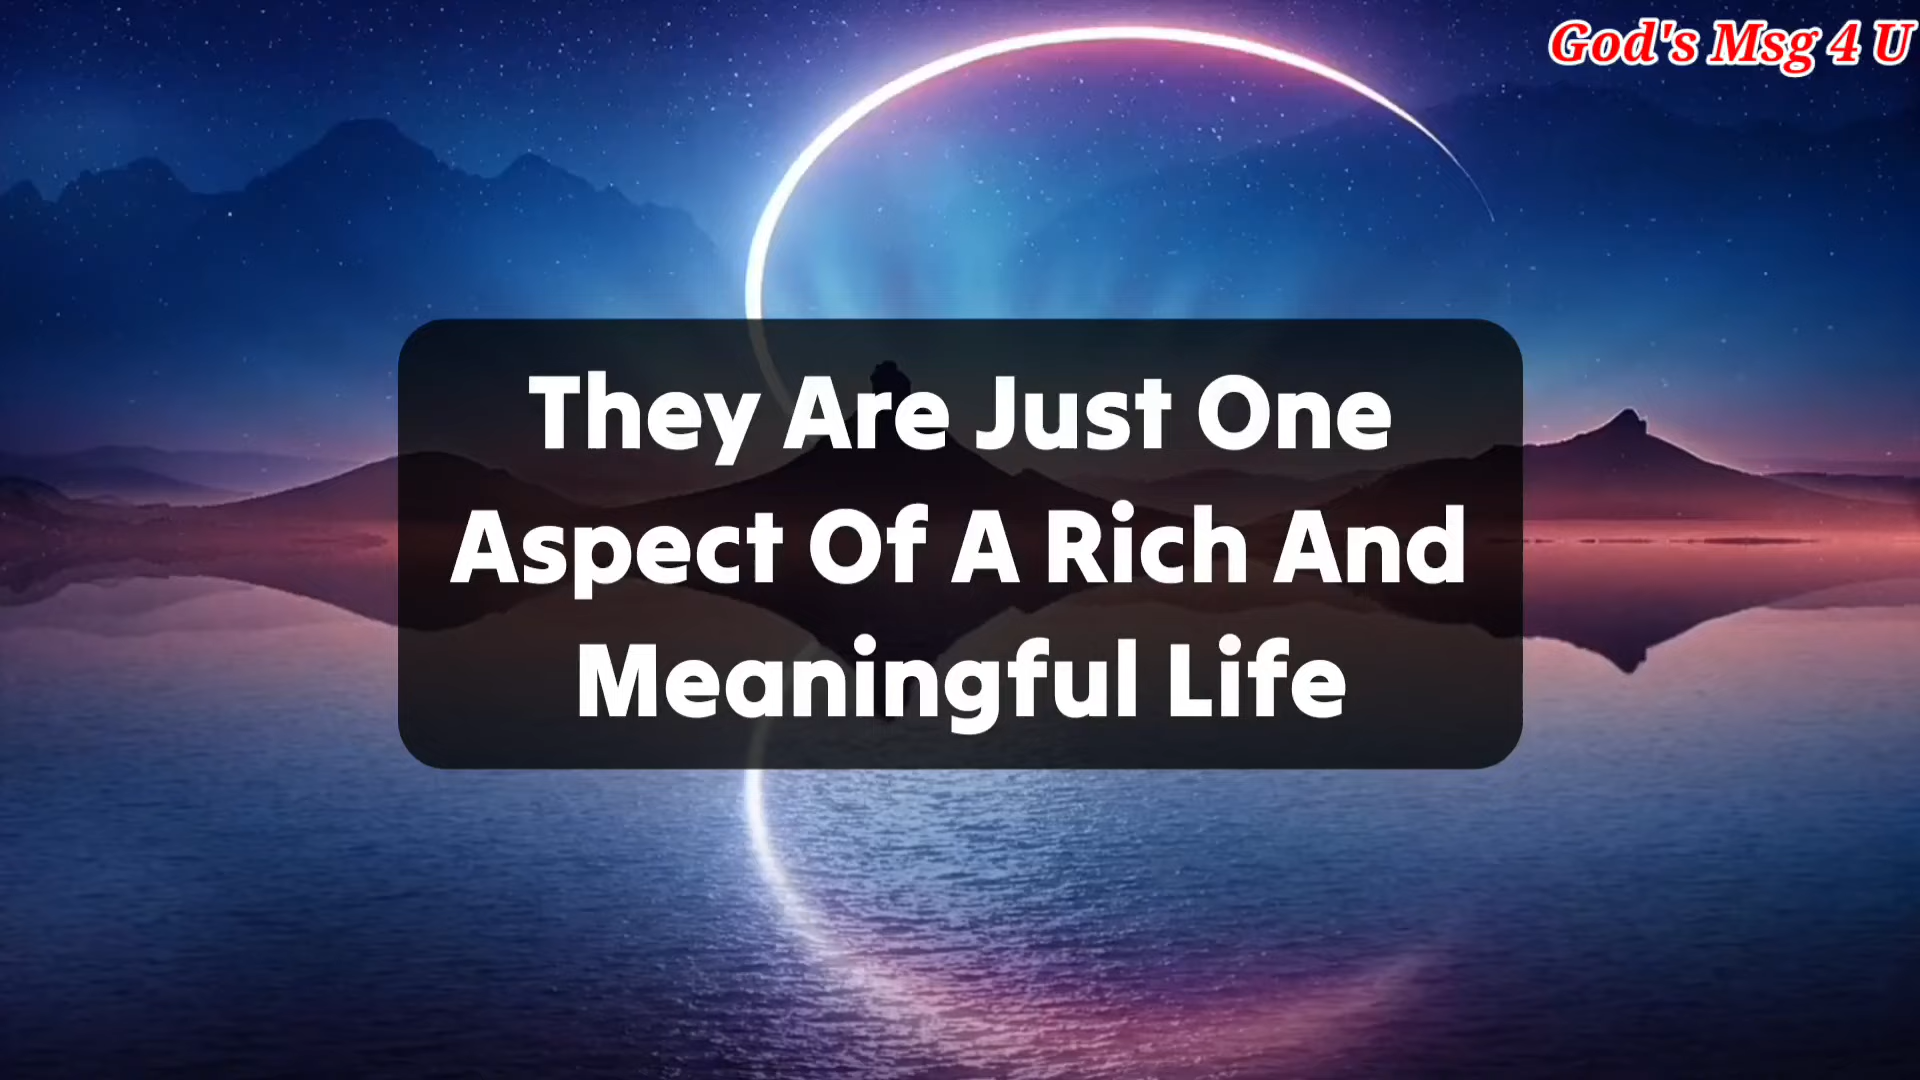 God's Msg 4 U
They Are Just One
Aspect Of A Rich And
Meaningful Life